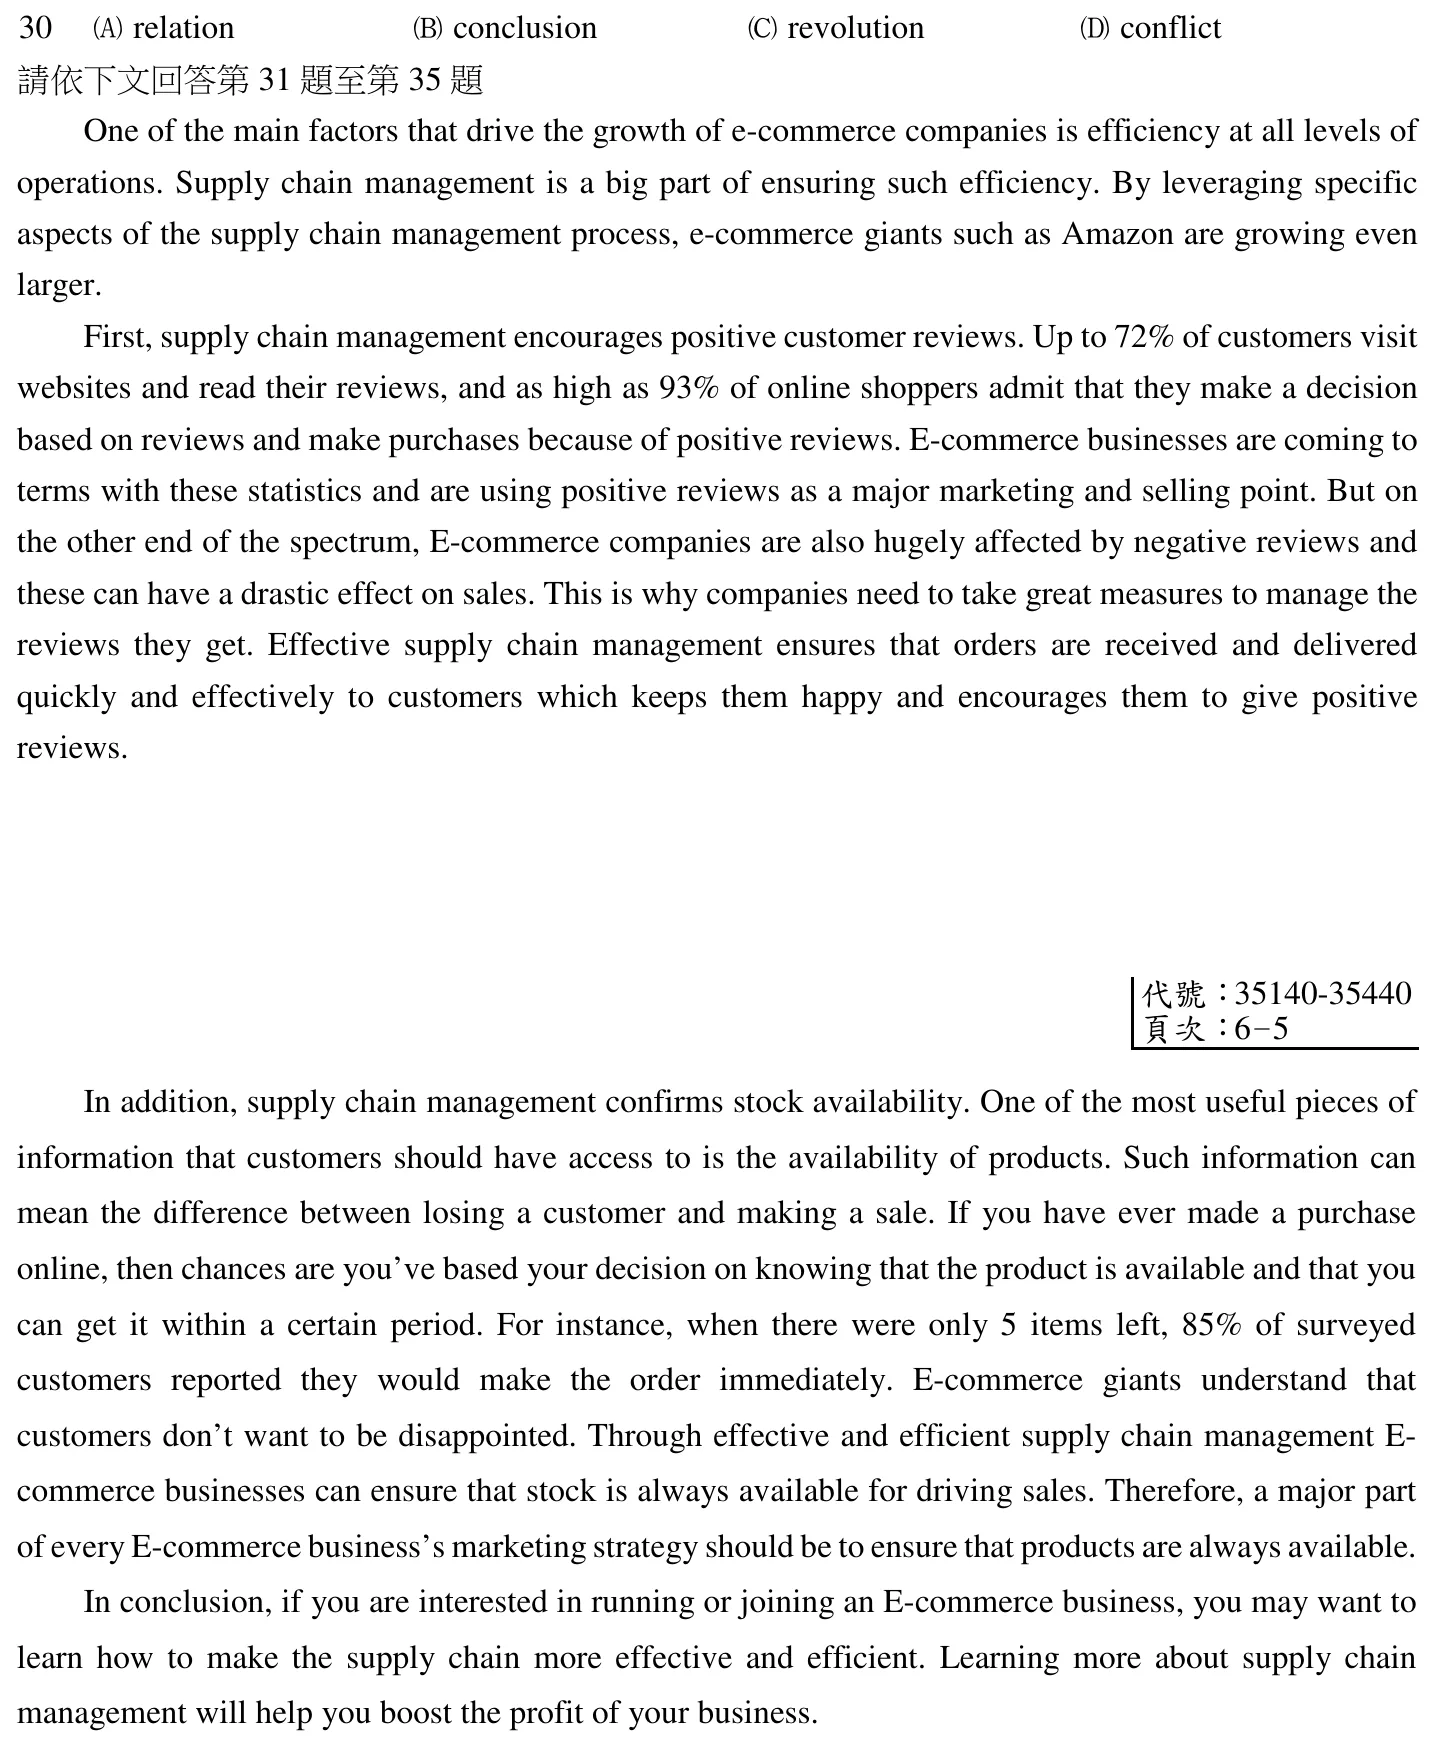 30 (A) relation (B) conclusion (C) revolution (D) conflict
請依下文回答第 31 題至第 35 題
One of the main factors that drive the growth of e-commerce companies is efficiency at all levels of
operations. Supply chain management is a big part of ensuring such efficiency. By leveraging specific
aspects of the supply chain management process, e-commerce giants such as Amazon are growing even
larger.
First, supply chain management encourages positive customer reviews. Up to 72% of customers visit
websites and read their reviews, and as high as 93% of online shoppers admit that they make a decision
based on reviews and make purchases because of positive reviews. E-commerce businesses are coming to
terms with these statistics and are using positive reviews as a major marketing and selling point. But on
the other end of the spectrum, E-commerce companies are also hugely affected by negative reviews and
these can have a drastic effect on sales. This is why companies need to take great measures to manage the
reviews they get. Effective supply chain management ensures that orders are received and delivered
quickly and effectively to customers which keeps them happy and encourages them to give positive
reviews.
代號：35140-35440
頁次：6－5
In addition, supply chain management confirms stock availability. One of the most useful pieces of
information that customers should have access to is the availability of products. Such information can
mean the difference between losing a customer and making a sale. If you have ever made a purchase
online, then chances are you’ve based your decision on knowing that the product is available and that you
can get it within a certain period. For instance, when there were only 5 items left, 85% of surveyed
customers reported they would make the order immediately. E-commerce giants understand that
customers don’t want to be disappointed. Through effective and efficient supply chain management E-
commerce businesses can ensure that stock is always available for driving sales. Therefore, a major part
of every E-commerce business’s marketing strategy should be to ensure that products are always available.
In conclusion, if you are interested in running or joining an E-commerce business, you may want to
learn how to make the supply chain more effective and efficient. Learning more about supply chain
management will help you boost the profit of your business.